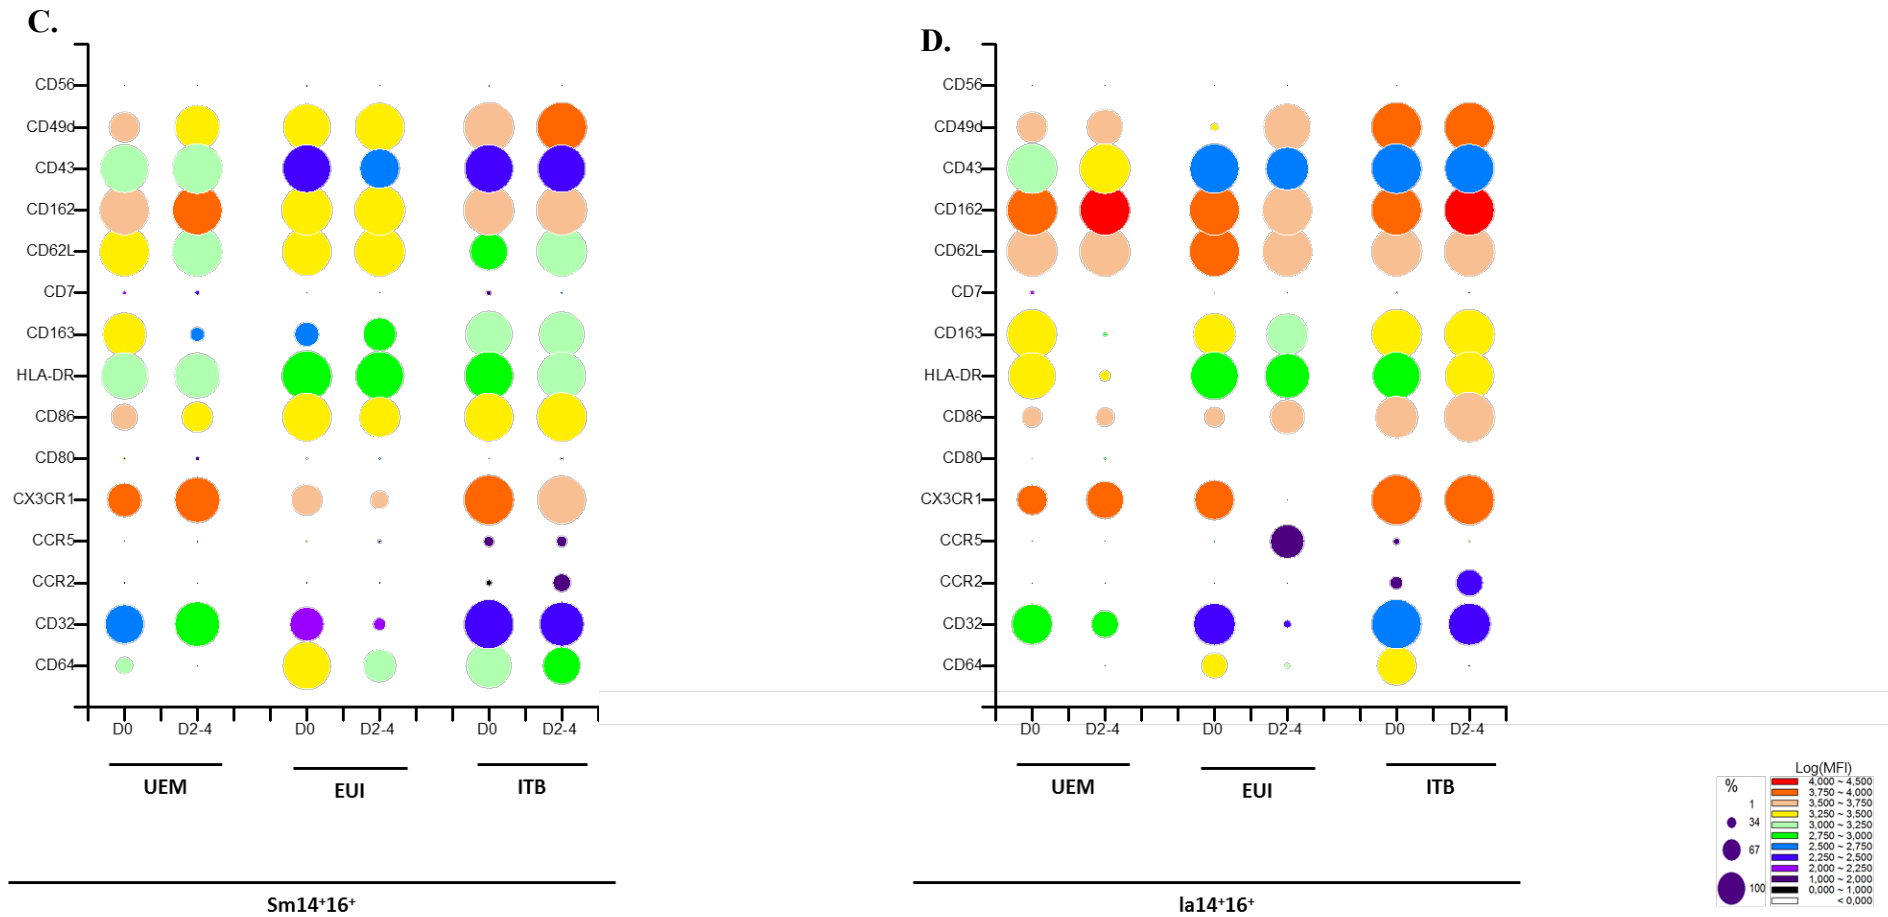 C.
CD56
CD49d
CD43
CD162
CD62L
CD7
CD163
HLA-DR
CD86
CD80
CX3CR1
CCR5
CCR2
CD32
CD64
D0 D2-4 D0 D2-4 D0 D2-4
UEM EUI ITB
Sm14⁺16⁺
D.
CD56
CD49d
CD43
CD162
CD62L
CD7
CD163
HLA-DR
CD86
CD80
CX3CR1
CCR5
CCR2
CD32
CD64
D0 D2-4 D0 D2-4 D0 D2-4
UEM EUI ITB
la14⁺16⁺
%
1
34
67
100
Log(MFI)
4,000 ~ 4,500
3,750 ~ 4,000
3,500 ~ 3,750
3,250 ~ 3,500
3,000 ~ 3,250
2,750 ~ 3,000
2,500 ~ 2,750
2,250 ~ 2,500
2,000 ~ 2,250
1,000 ~ 2,000
0,000 ~ 1,000
< 0,000